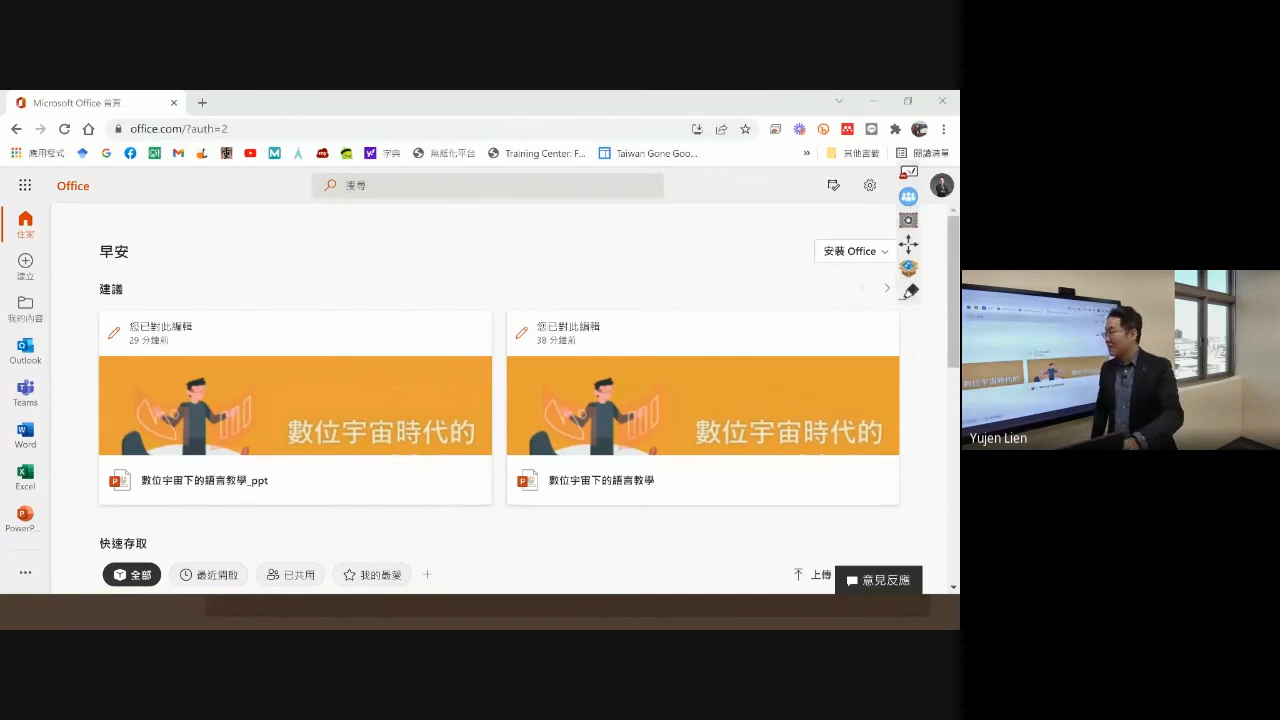 Microsoft Office 首頁
office.com/?auth=2
應用程式
字典
無紙化平台
Training Center: F...
Taiwan Gone Goo...
»
其他書籤
閱讀清單
Office
搜尋
住家
建立
我的內容
Outlook
Teams
Word
Excel
PowerP...
早安
安裝 Office
建議
您已對此編輯
29 分鐘前
數位宇宙時代的
數位宇宙下的語言教學_ppt
您已對此編輯
38 分鐘前
數位宇宙時代的
數位宇宙下的語言教學
快速存取
全部
最近開啟
已共用
我的最愛
上傳
意見反應
Yujen Lien